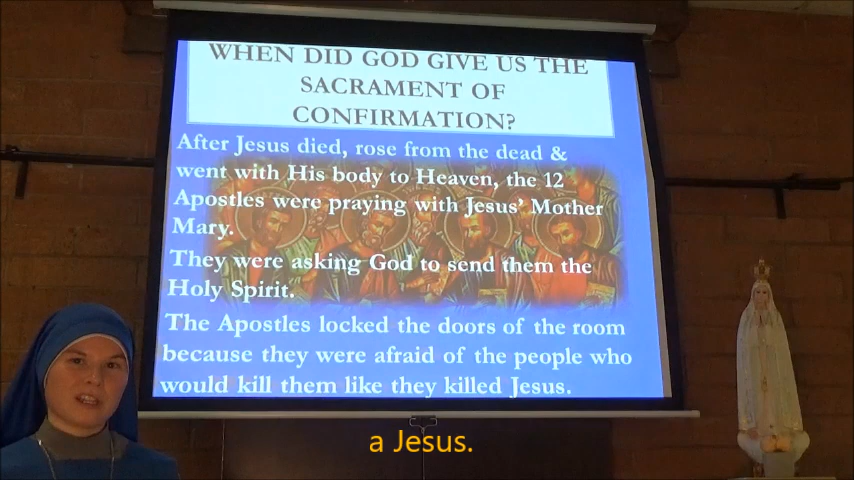 WHEN DID GOD GIVE US THE
SACRAMENT OF
CONFIRMATION?
After Jesus died, rose from the dead &
went with His body to Heaven, the 12
Apostles were praying with Jesus' Mother
Mary.
They were asking God to send them the
Holy Spirit.
The Apostles locked the doors of the room
because they were afraid of the people who
would kill them like they killed Jesus.
a Jesus.